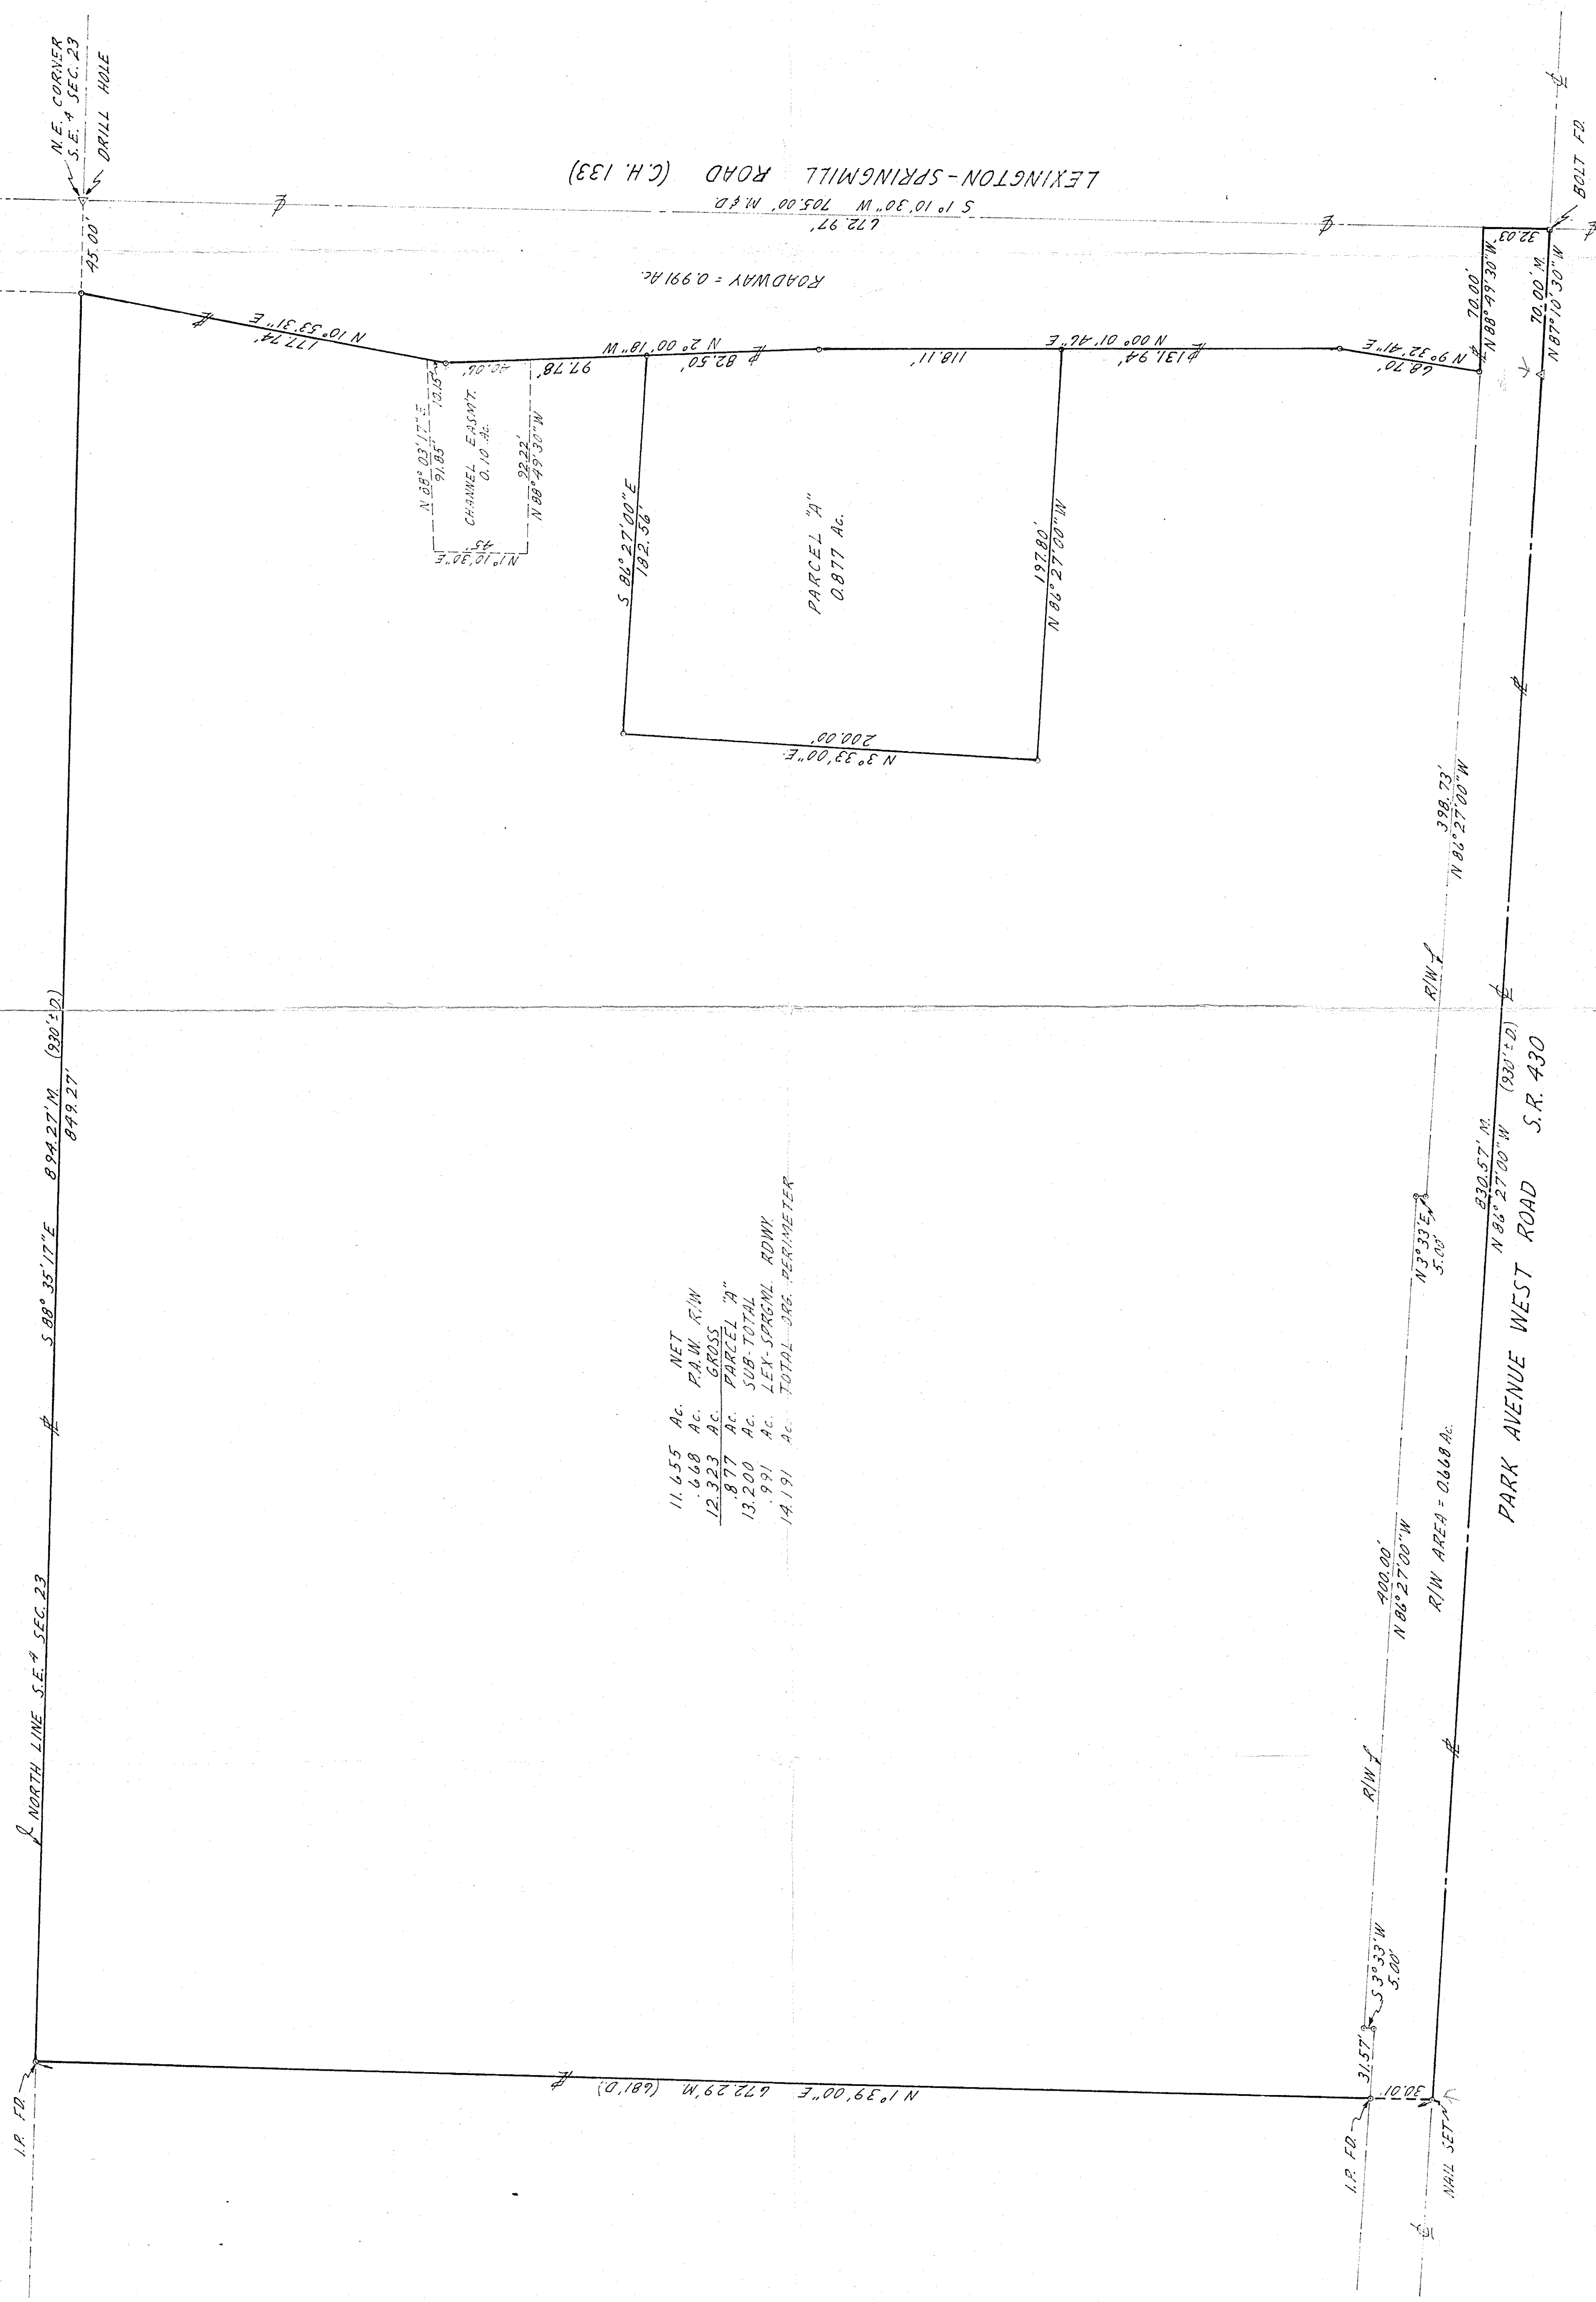 N.E. CORNER
S.E. 4 SEC. 23
DRILL HOLE
45.00'
LEXINGTON-SPRINGMILL ROAD (C.H. 133)
S 1° 10' 30" W 705.00' M. & D.
672.97'
ROADWAY = 0.991 Ac.
BOLT FD.
32.03'
70.00' M.
N 87° 10' 30" W
70.00'
N 88° 49' 30" W
N 10° 53' 31" E
177.74'
N 2° 00' 18" W
97.78'
82.50'
40.06'
10.15'
N 88° 03' 17" E
91.85'
CHANNEL EASM'T.
0.10 Ac.
92.22'
N 88° 49' 30" W
N 1° 10' 30" E
45'
118.11'
N 00° 01' 46" E
131.94'
N 9° 32' 41" E
68.70'
S 86° 27' 00" E
182.56'
PARCEL "A"
0.877 Ac.
197.80'
N 86° 27' 00" W
N 3° 33' 00" E
200.00'
S 88° 35' 17" E 894.27' M. (930' ± D.)
849.27'
NORTH LINE S.E. 4 SEC. 23
11.655 Ac. NET
.668 Ac. P.A.W. R/W
12.323 Ac. GROSS
.877 Ac. PARCEL "A"
13.200 Ac. SUB-TOTAL
.991 Ac. LEX-SPRGML. RDWY.
14.191 Ac. TOTAL ORG. PERIMETER
398.73'
N 86° 27' 00" W
R/W
N 3° 33' E
5.00'
830.57' M.
N 86° 27' 00" W (930' ± D.)
PARK AVENUE WEST ROAD S.R. 430
400.00'
N 86° 27' 00" W
R/W AREA = 0.668 Ac.
R/W
S 3° 33' W
5.00'
31.57'
30.01'
N 1° 39' 00" E 672.29' M. (681' D.)
I.P. FD.
I.P. FD.
NAIL SET